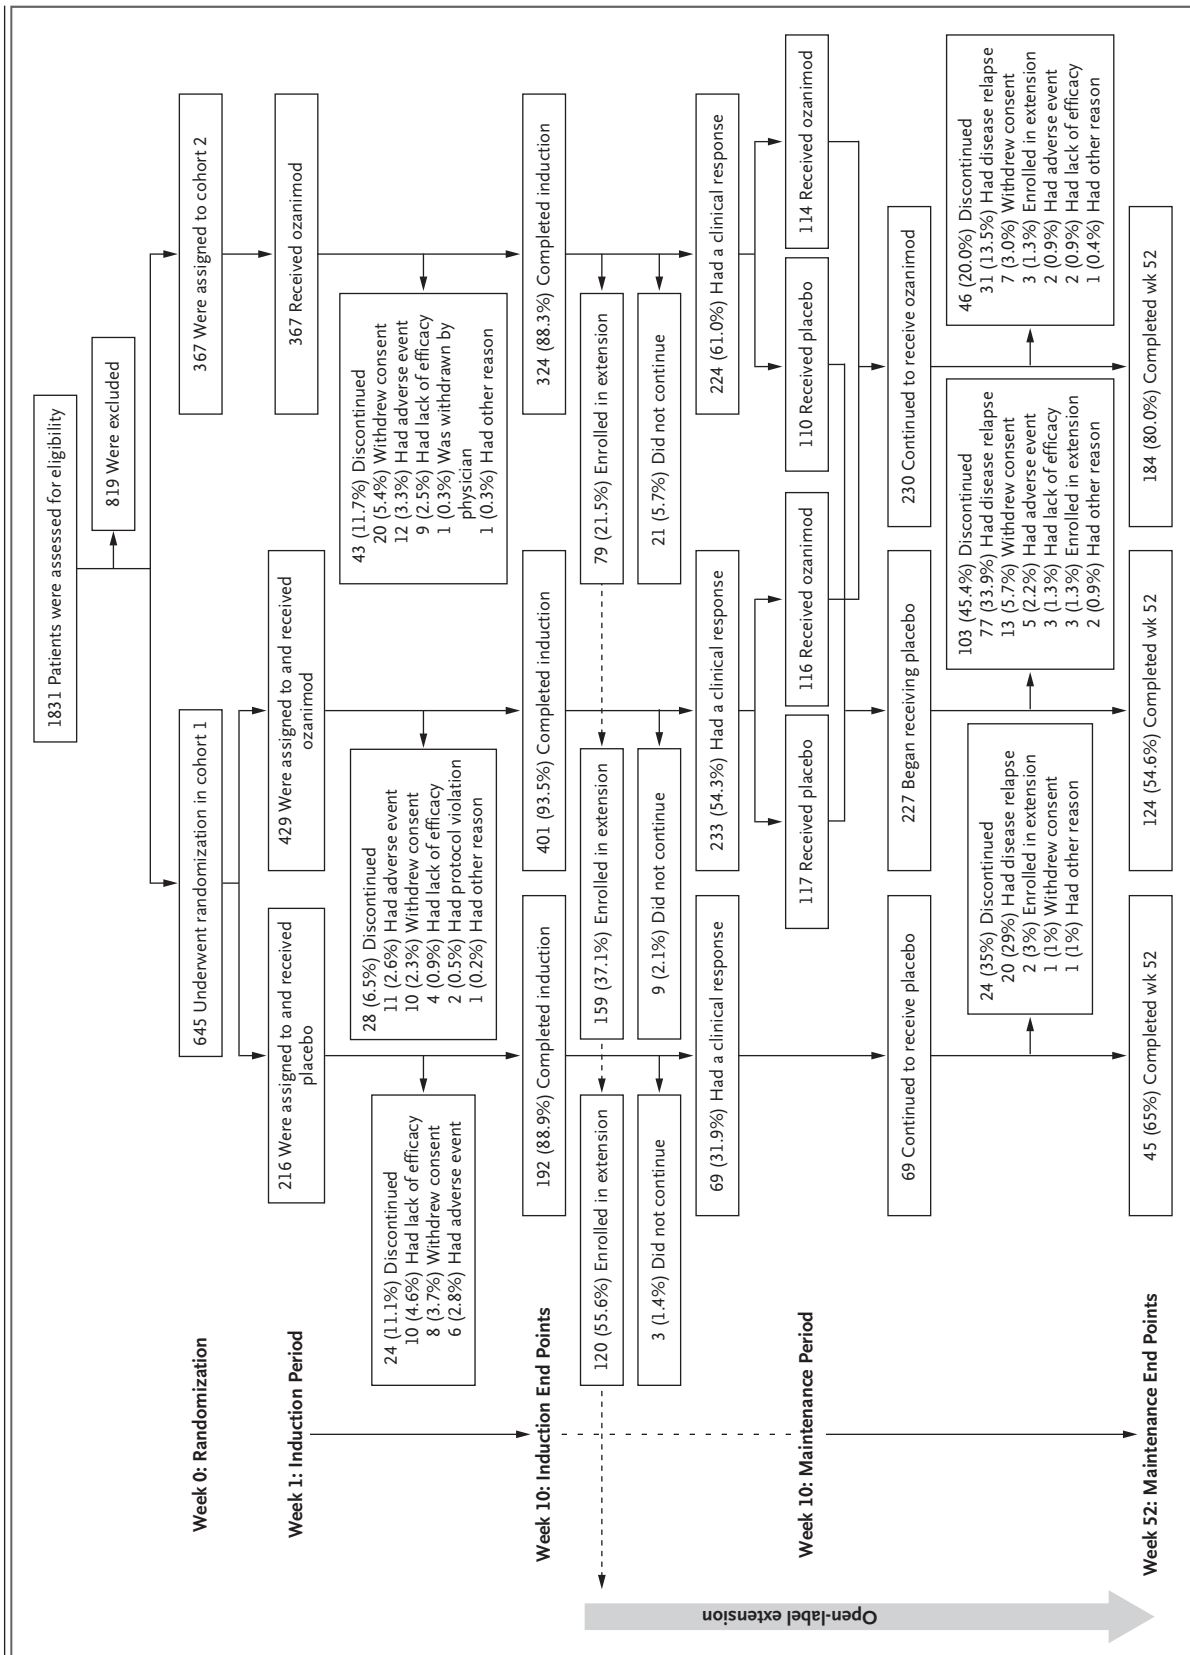 1831 Patients were assessed for eligibility
819 Were excluded
Week 0: Randomization
645 Underwent randomization in cohort 1
367 Were assigned to cohort 2
Week 1: Induction Period
216 Were assigned to and received
placebo
429 Were assigned to and received
ozanimod
367 Received ozanimod
24 (11.1%) Discontinued
10 (4.6%) Had lack of efficacy
8 (3.7%) Withdrew consent
6 (2.8%) Had adverse event
28 (6.5%) Discontinued
11 (2.6%) Had adverse event
10 (2.3%) Withdrew consent
4 (0.9%) Had lack of efficacy
2 (0.5%) Had protocol violation
1 (0.2%) Had other reason
43 (11.7%) Discontinued
20 (5.4%) Withdrew consent
12 (3.3%) Had adverse event
9 (2.5%) Had lack of efficacy
1 (0.3%) Was withdrawn by
physician
1 (0.3%) Had other reason
Week 10: Induction End Points
192 (88.9%) Completed induction
401 (93.5%) Completed induction
324 (88.3%) Completed induction
120 (55.6%) Enrolled in extension
159 (37.1%) Enrolled in extension
79 (21.5%) Enrolled in extension
3 (1.4%) Did not continue
9 (2.1%) Did not continue
21 (5.7%) Did not continue
69 (31.9%) Had a clinical response
233 (54.3%) Had a clinical response
224 (61.0%) Had a clinical response
Week 10: Maintenance Period
117 Received placebo
116 Received ozanimod
110 Received placebo
114 Received ozanimod
69 Continued to receive placebo
227 Began receiving placebo
230 Continued to receive ozanimod
24 (35%) Discontinued
20 (29%) Had disease relapse
2 (3%) Enrolled in extension
1 (1%) Withdrew consent
1 (1%) Had other reason
103 (45.4%) Discontinued
77 (33.9%) Had disease relapse
13 (5.7%) Withdrew consent
5 (2.2%) Had adverse event
3 (1.3%) Had lack of efficacy
3 (1.3%) Enrolled in extension
2 (0.9%) Had other reason
46 (20.0%) Discontinued
31 (13.5%) Had disease relapse
7 (3.0%) Withdrew consent
3 (1.3%) Enrolled in extension
2 (0.9%) Had adverse event
2 (0.9%) Had lack of efficacy
1 (0.4%) Had other reason
Week 52: Maintenance End Points
45 (65%) Completed wk 52
124 (54.6%) Completed wk 52
184 (80.0%) Completed wk 52
Open-label extension